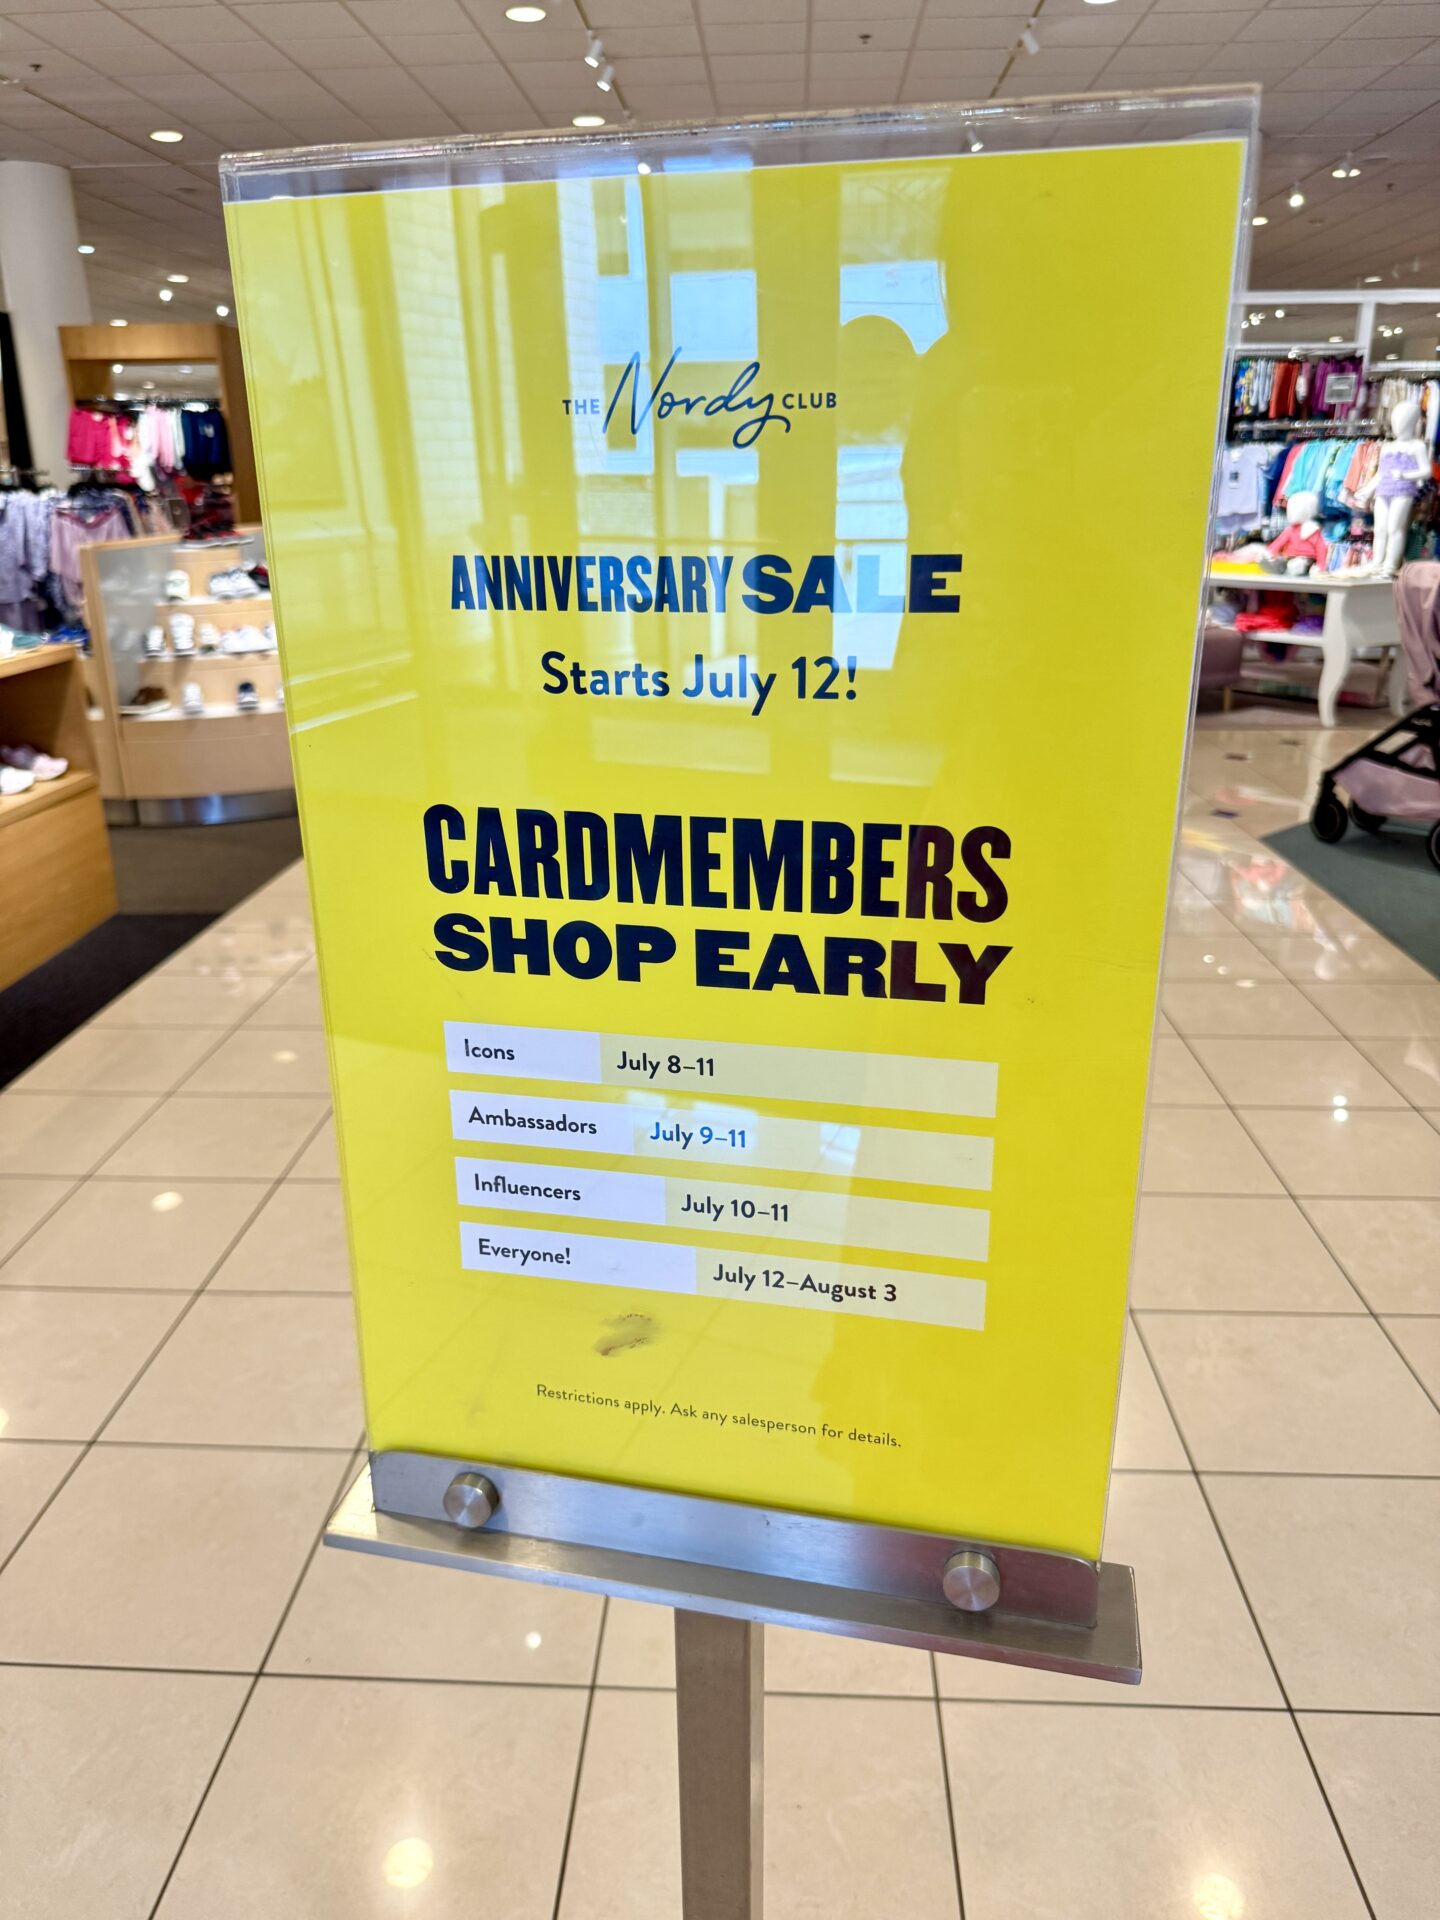 THE Nordy CLUB
ANNIVERSARY SALE
Starts July 12!
CARDMEMBERS
SHOP EARLY
Icons July 8–11
Ambassadors July 9–11
Influencers July 10–11
Everyone! July 12–August 3
Restrictions apply. Ask any salesperson for details.